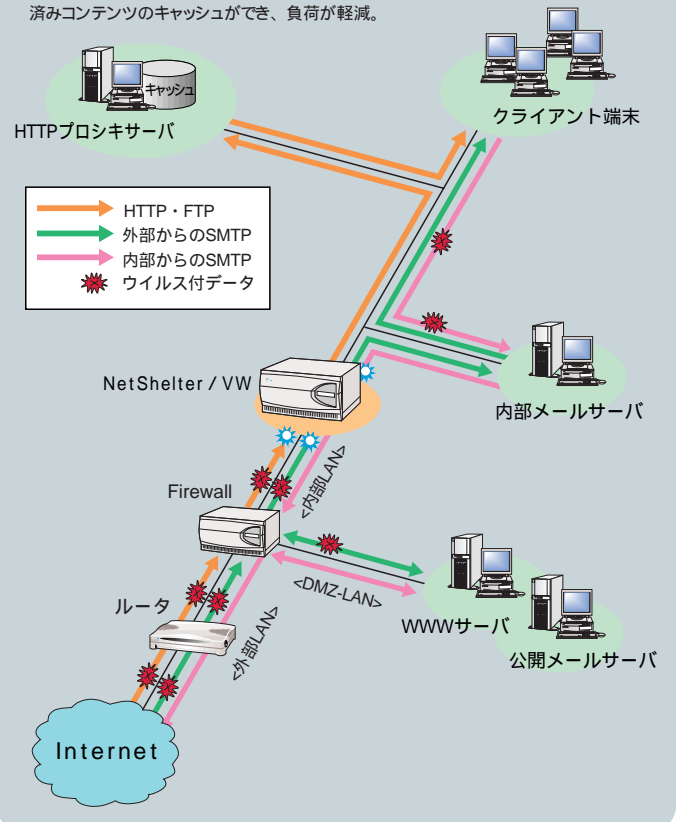 済みコンテンツのキャッシュができ、負荷が軽減。
キャッシュ
HTTPプロシキサーバ
クライアント端末
HTTP・FTP
外部からのSMTP
内部からのSMTP
ウイルス付データ
NetShelter / VW
内部メールサーバ
<内部LAN>
Firewall
<DMZ-LAN>
ルータ
<外部LAN>
WWWサーバ
公開メールサーバ
Internet